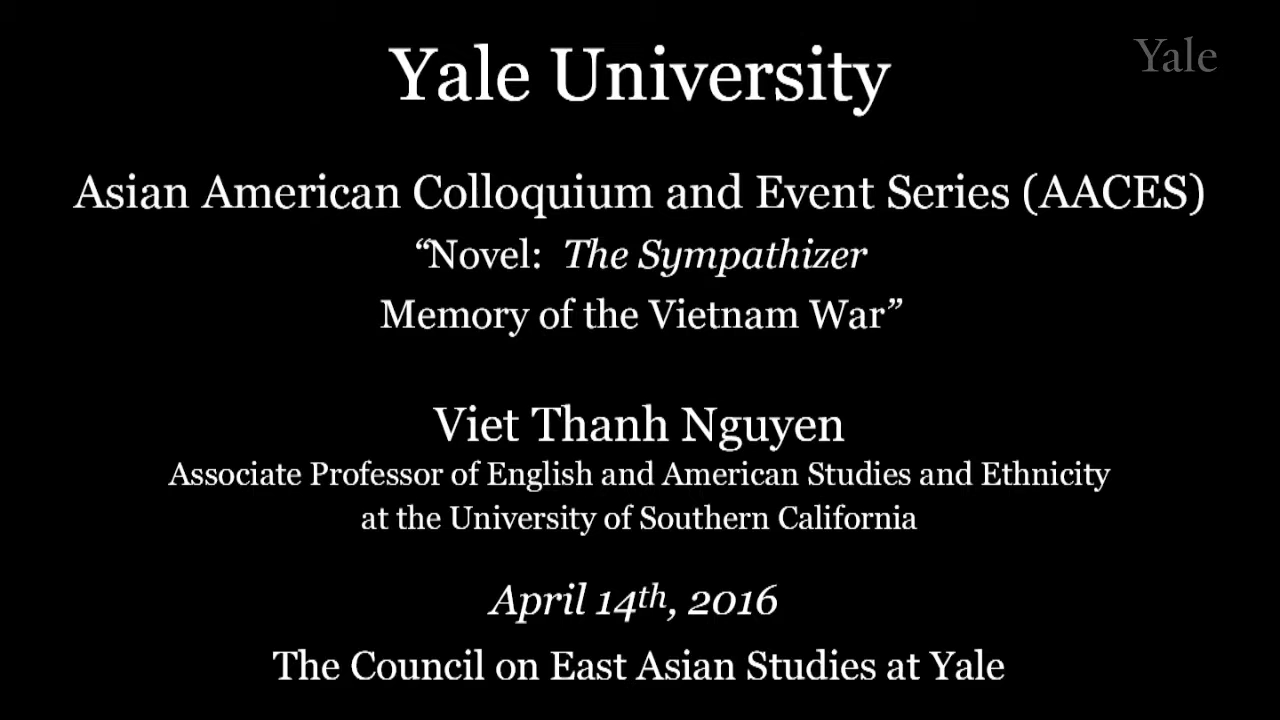 Yale University
Yale
Asian American Colloquium and Event Series (AACES)
“Novel: The Sympathizer
Memory of the Vietnam War”
Viet Thanh Nguyen
Associate Professor of English and American Studies and Ethnicity
at the University of Southern California
April 14th, 2016
The Council on East Asian Studies at Yale